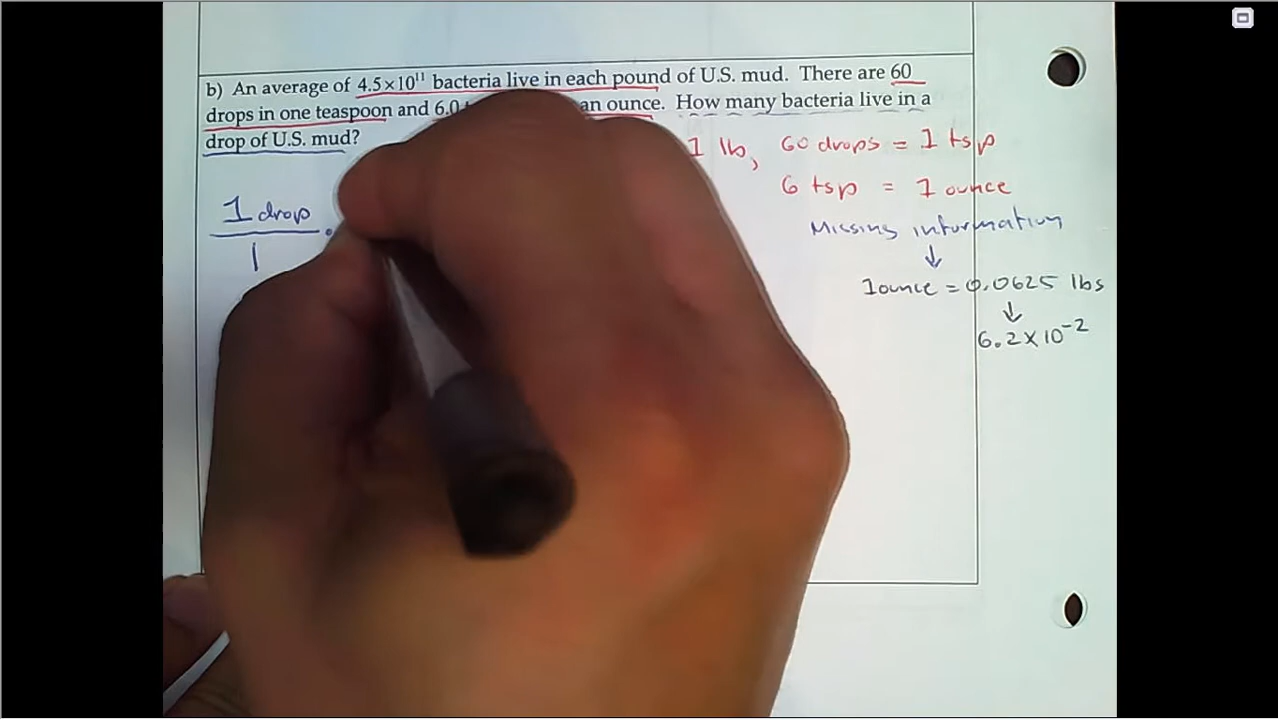 b) An average of 4.5×10¹¹ bacteria live in each pound of U.S. mud. There are 60
drops in one teaspoon and 6.0 an ounce. How many bacteria live in a
drop of U.S. mud?
1 lb, 60 drops = 1 tsp
6 tsp = 1 ounce
Missing information
↓
1 ounce = 0.0625 lbs
↓
6.2 x 10⁻²
1 drop
1